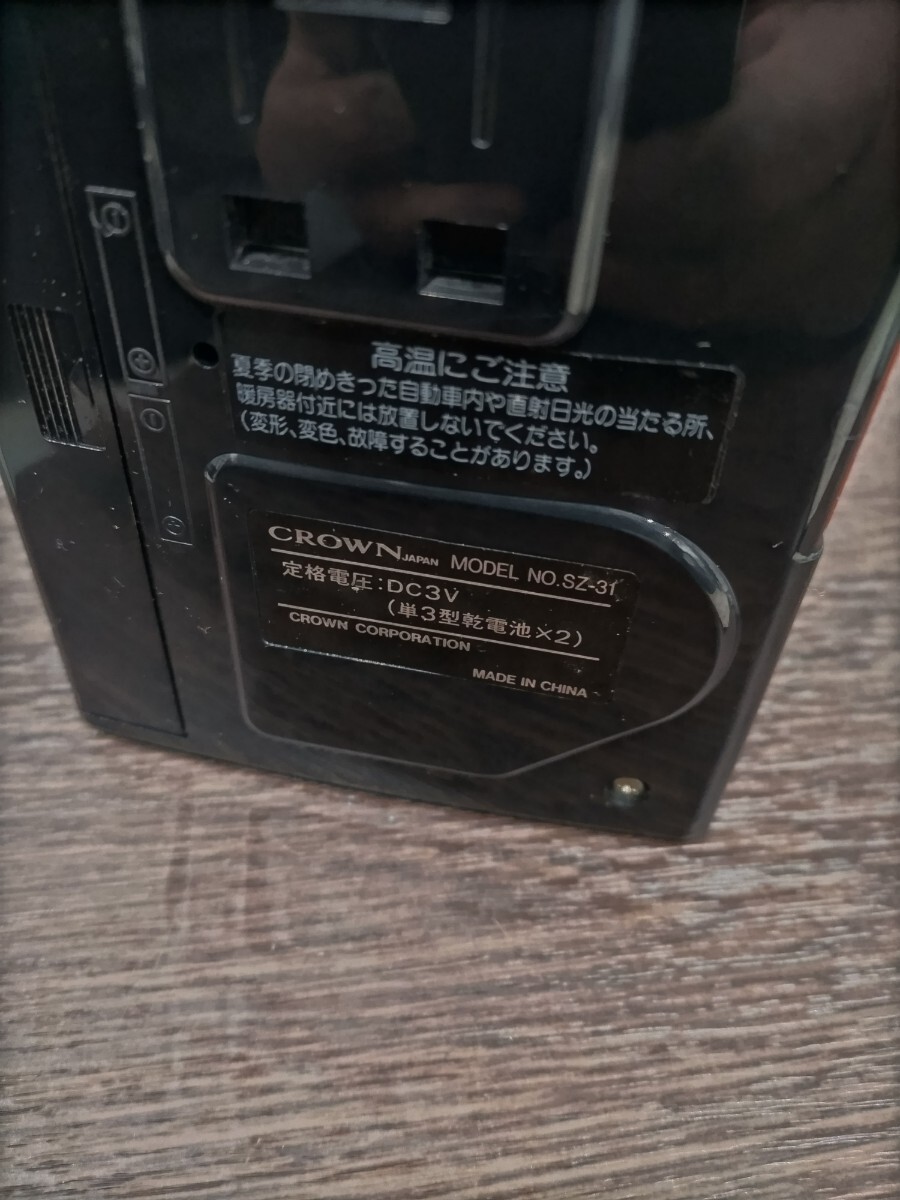 高温にご注意
夏季の閉めきった自動車内や直射日光の当たる所、
暖房器付近には放置しないでください。
(変形、変色、故障することがあります。)
CROWN JAPAN MODEL NO.SZ-31
定格電圧:DC3V
(単3型乾電池×2)
CROWN CORPORATION
MADE IN CHINA